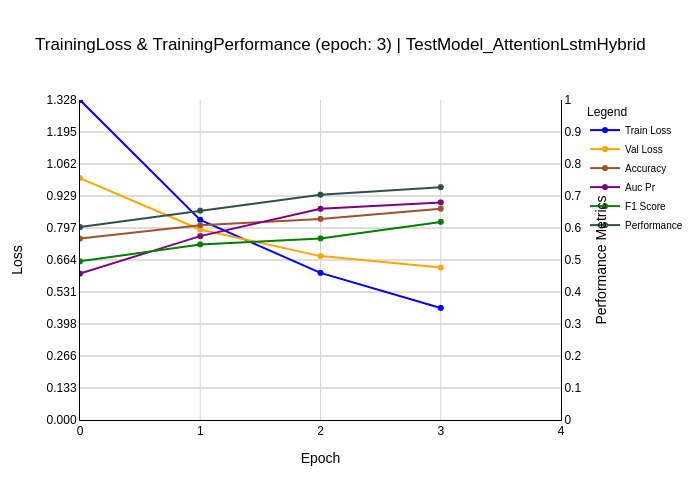 TrainingLoss & TrainingPerformance (epoch: 3) | TestModel_AttentionLstmHybrid
Legend
Train Loss
Val Loss
Accuracy
Auc Pr
F1 Score
Performance
Loss
1.328
1.195
1.062
0.929
0.797
0.664
0.531
0.398
0.266
0.133
0.000
1
0.9
0.8
0.7
0.6
0.5
0.4
0.3
0.2
0.1
0
Performance Metrics
0 1 2 3 4
Epoch